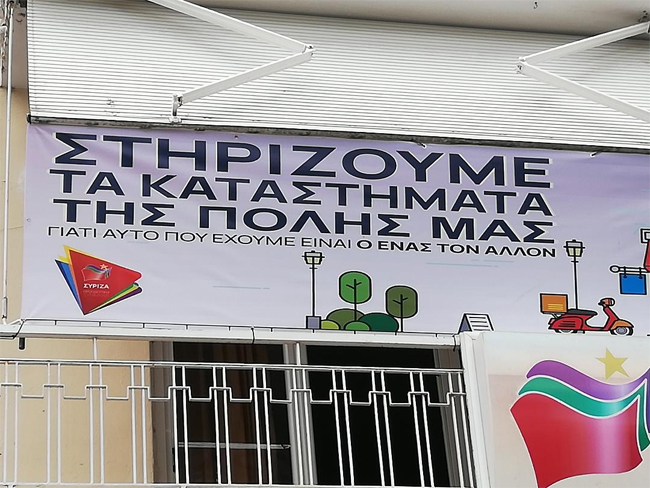 ΣΤΗΡΙΖΟΥΜΕ
ΤΑ ΚΑΤΑΣΤΗΜΑΤΑ
ΤΗΣ ΠΟΛΗΣ ΜΑΣ
ΓΙΑΤΙ ΑΥΤΟ ΠΟΥ ΕΧΟΥΜΕ ΕΙΝΑΙ Ο ΕΝΑΣ ΤΟΝ ΑΛΛΟΝ
ΣΥΡΙΖΑ